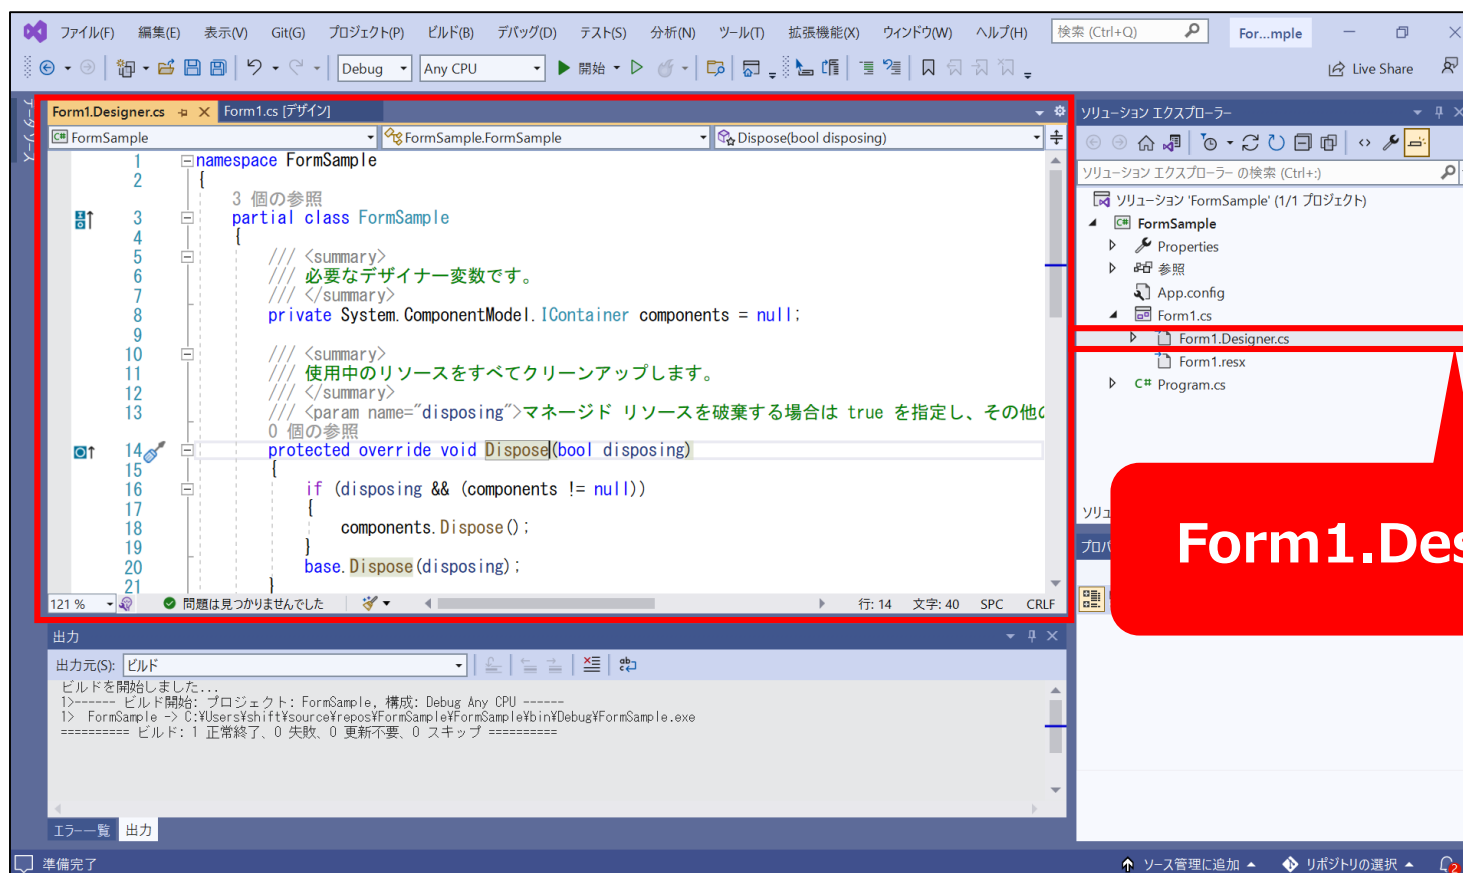 ファイル(F) 編集(E) 表示(V) Git(G) プロジェクト(P) ビルド(B) デバッグ(D) テスト(S) 分析(N) ツール(T) 拡張機能(X) ウィンドウ(W) ヘルプ(H) 検索 (Ctrl+Q) For...mple
Debug Any CPU 開始 Live Share
データ ソース
Form1.Designer.cs Form1.cs [デザイン]
FormSample FormSample.FormSample Dispose(bool disposing)
1 namespace FormSample
2 {
3 個の参照
3 partial class FormSample
4 {
5 /// <summary>
6 /// 必要なデザイナー変数です。
7 /// </summary>
8 private System.ComponentModel.IContainer components = null;
9
10 /// <summary>
11 /// 使用中のリソースをすべてクリーンアップします。
12 /// </summary>
13 /// <param name="disposing">マネージド リソースを破棄する場合は true を指定し、その他の
0 個の参照
14 protected override void Dispose(bool disposing)
15 {
16 if (disposing && (components != null))
17 {
18 components.Dispose();
19 }
20 base.Dispose(disposing);
21 }
121 % 問題は見つかりませんでした 行: 14 文字: 40 SPC CRLF
出力
出力元(S): ビルド
ビルドを開始しました...
1>------ ビルド開始: プロジェクト: FormSample, 構成: Debug Any CPU ------
1> FormSample -> C:¥Users¥shift¥source¥repos¥FormSample¥FormSample¥bin¥Debug¥FormSample.exe
========== ビルド: 1 正常終了、0 失敗、0 更新不要、0 スキップ ==========
エラー一覧 出力
ソリューション エクスプローラー
ソリューション エクスプローラー の検索 (Ctrl+:)
ソリューション 'FormSample' (1/1 プロジェクト)
C# FormSample
Properties
参照
App.config
Form1.cs
Form1.Designer.cs
Form1.resx
C# Program.cs
ソリュ
プロパ
Form1.Des
準備完了 ソース管理に追加 リポジトリの選択 2